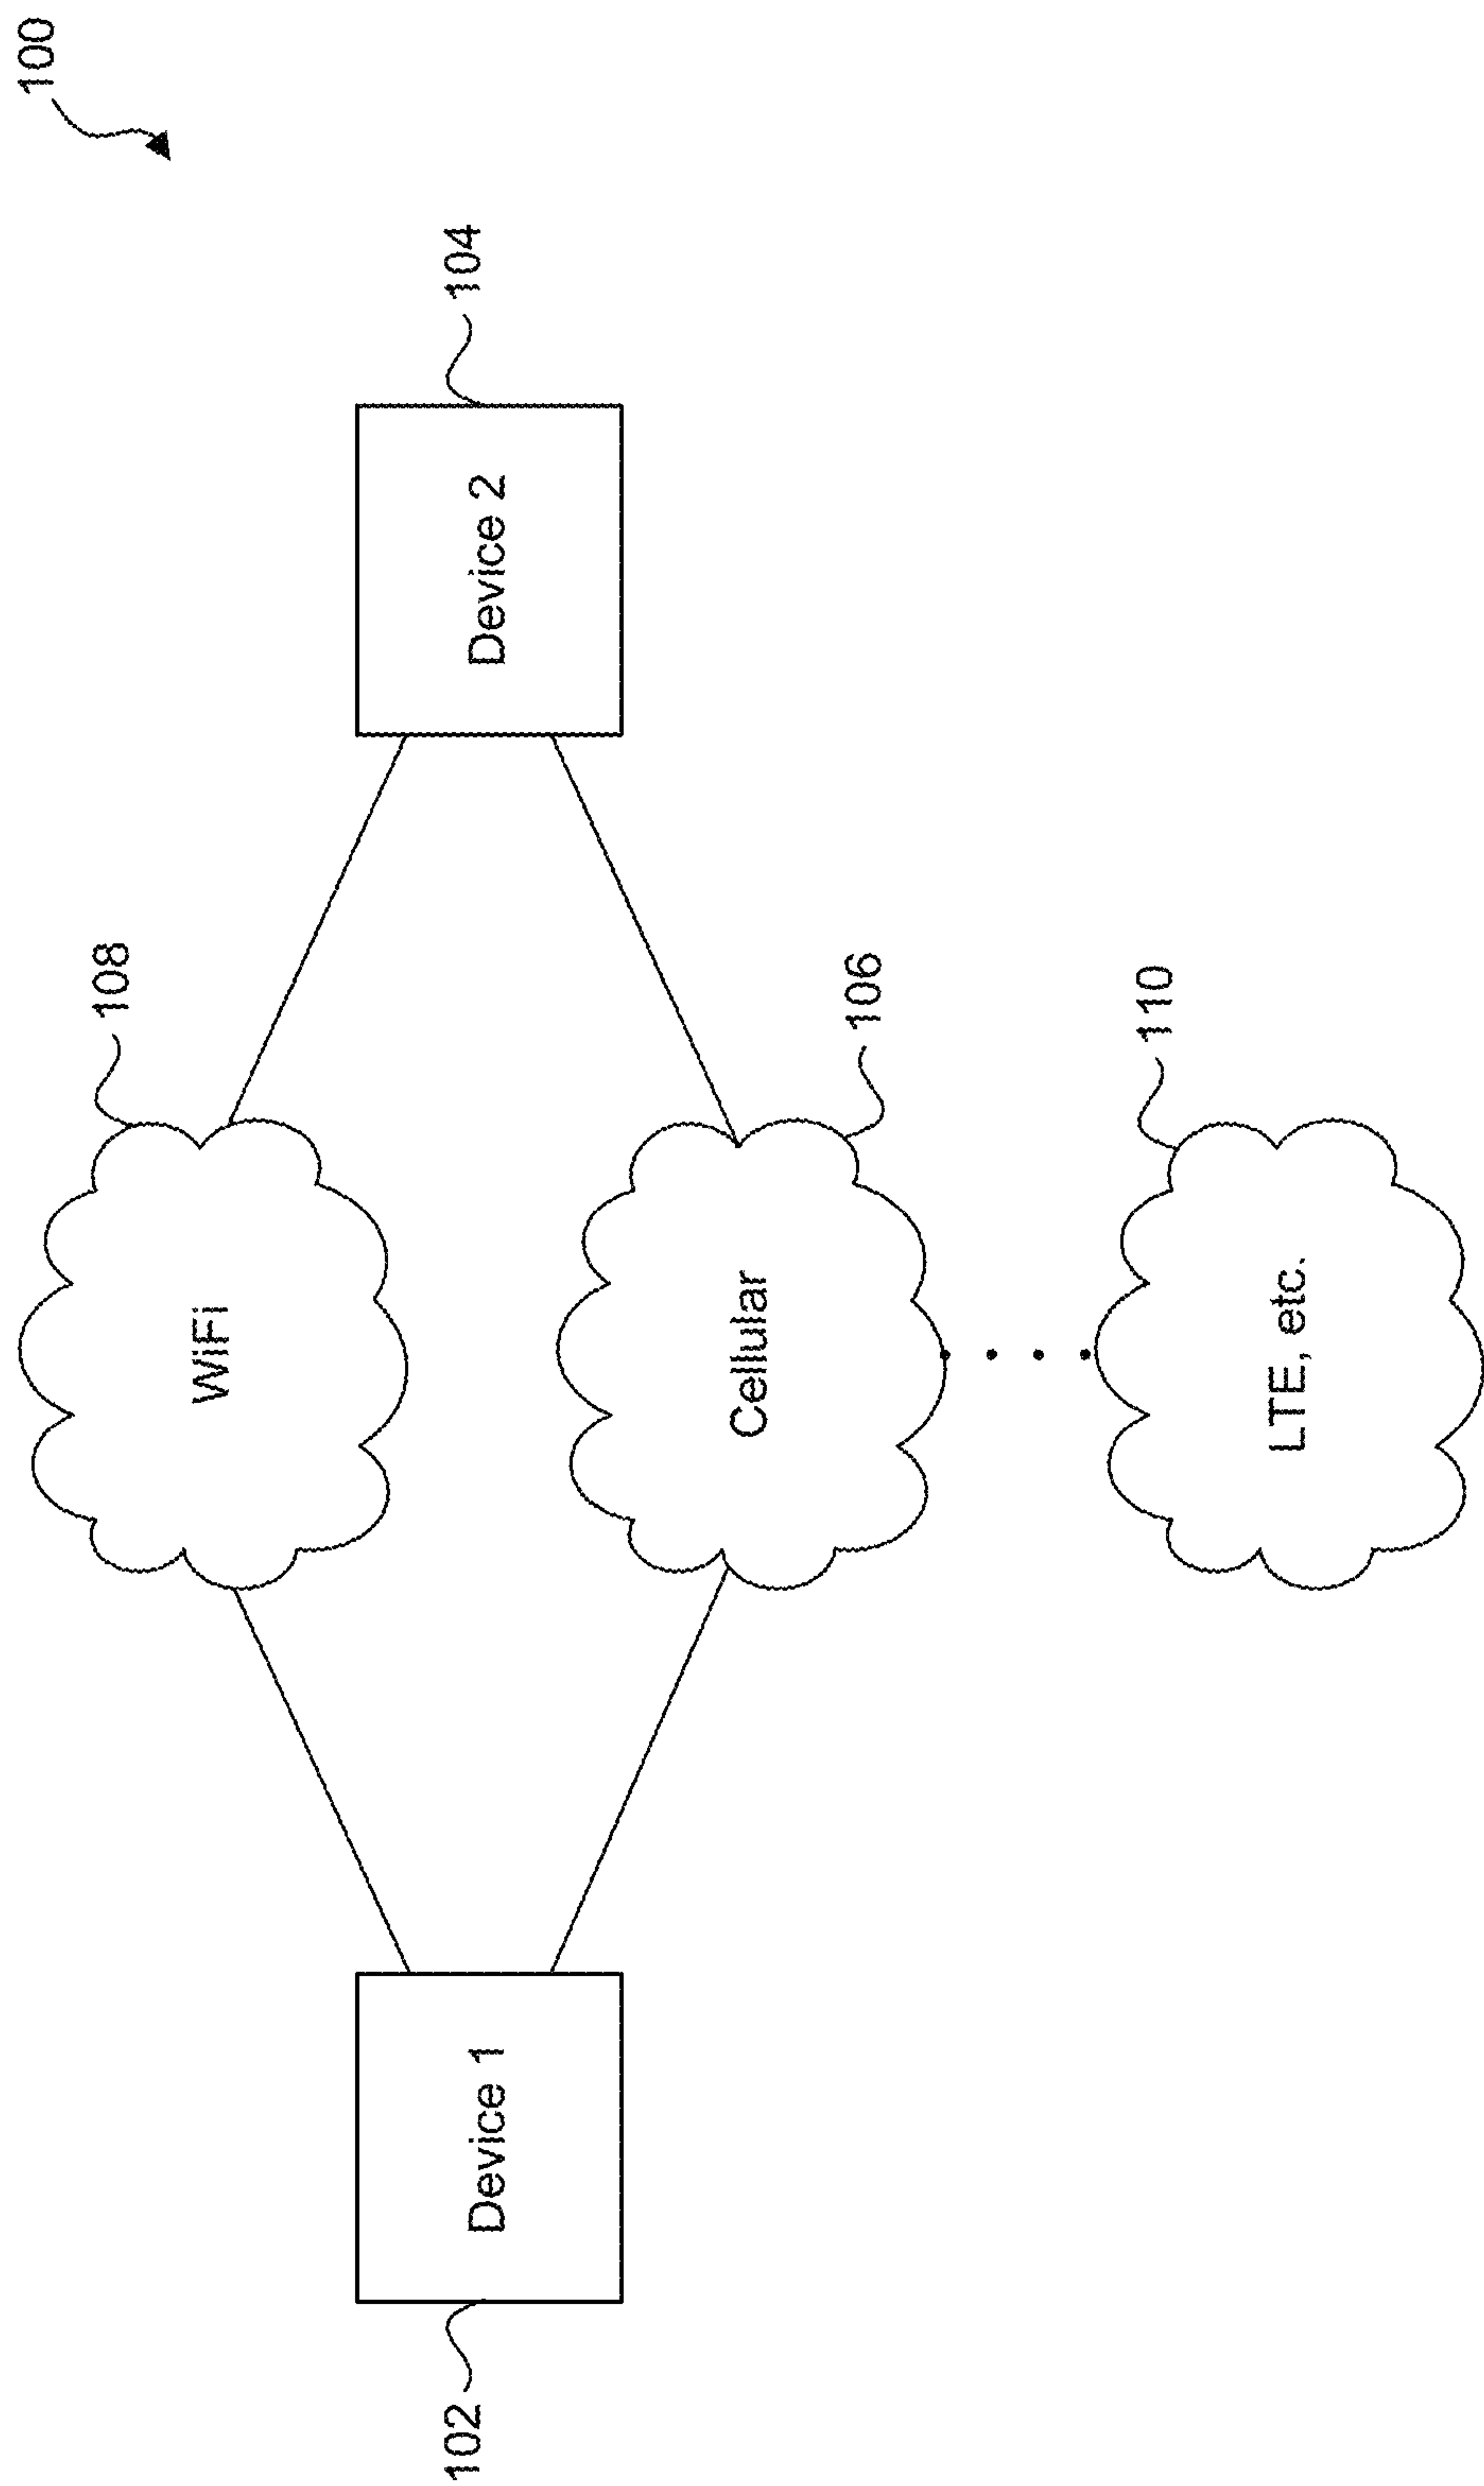 100
108
WiFi
102
Device 1
Device 2
104
106
Cellular
110
LTE, etc.